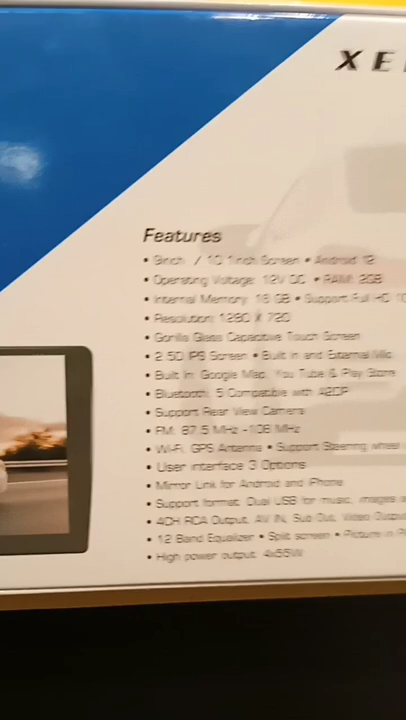 XE
Features
• 9inch / 10.1inch Screen • Android 12
• Operating Voltage: 12V DC • RAM: 2GB
• Internal Memory: 16 GB • Support Full HD 10
• Resolution: 1280 X 720
• Gorilla Glass Capacitive Touch Screen
• 2.5D IPS Screen • Built in and External Mic
• Built In: Google Map, You Tube & Play Store
• Bluetooth: 5 Compatible with A2DP
• Support Rear View Camera
• FM: 87.5 MHz -108 MHz
• Wi-Fi, GPS Antenna • Support Steering wheel
• User interface 3 Options
• Mirror Link for Android and iPhone
• Support format: Dual USB for music, images
• 4CH RCA Output, AV IN, Sub Out, Video Output
• 12 Band Equalizer • Split screen • Picture in
• High power output: 4x55W